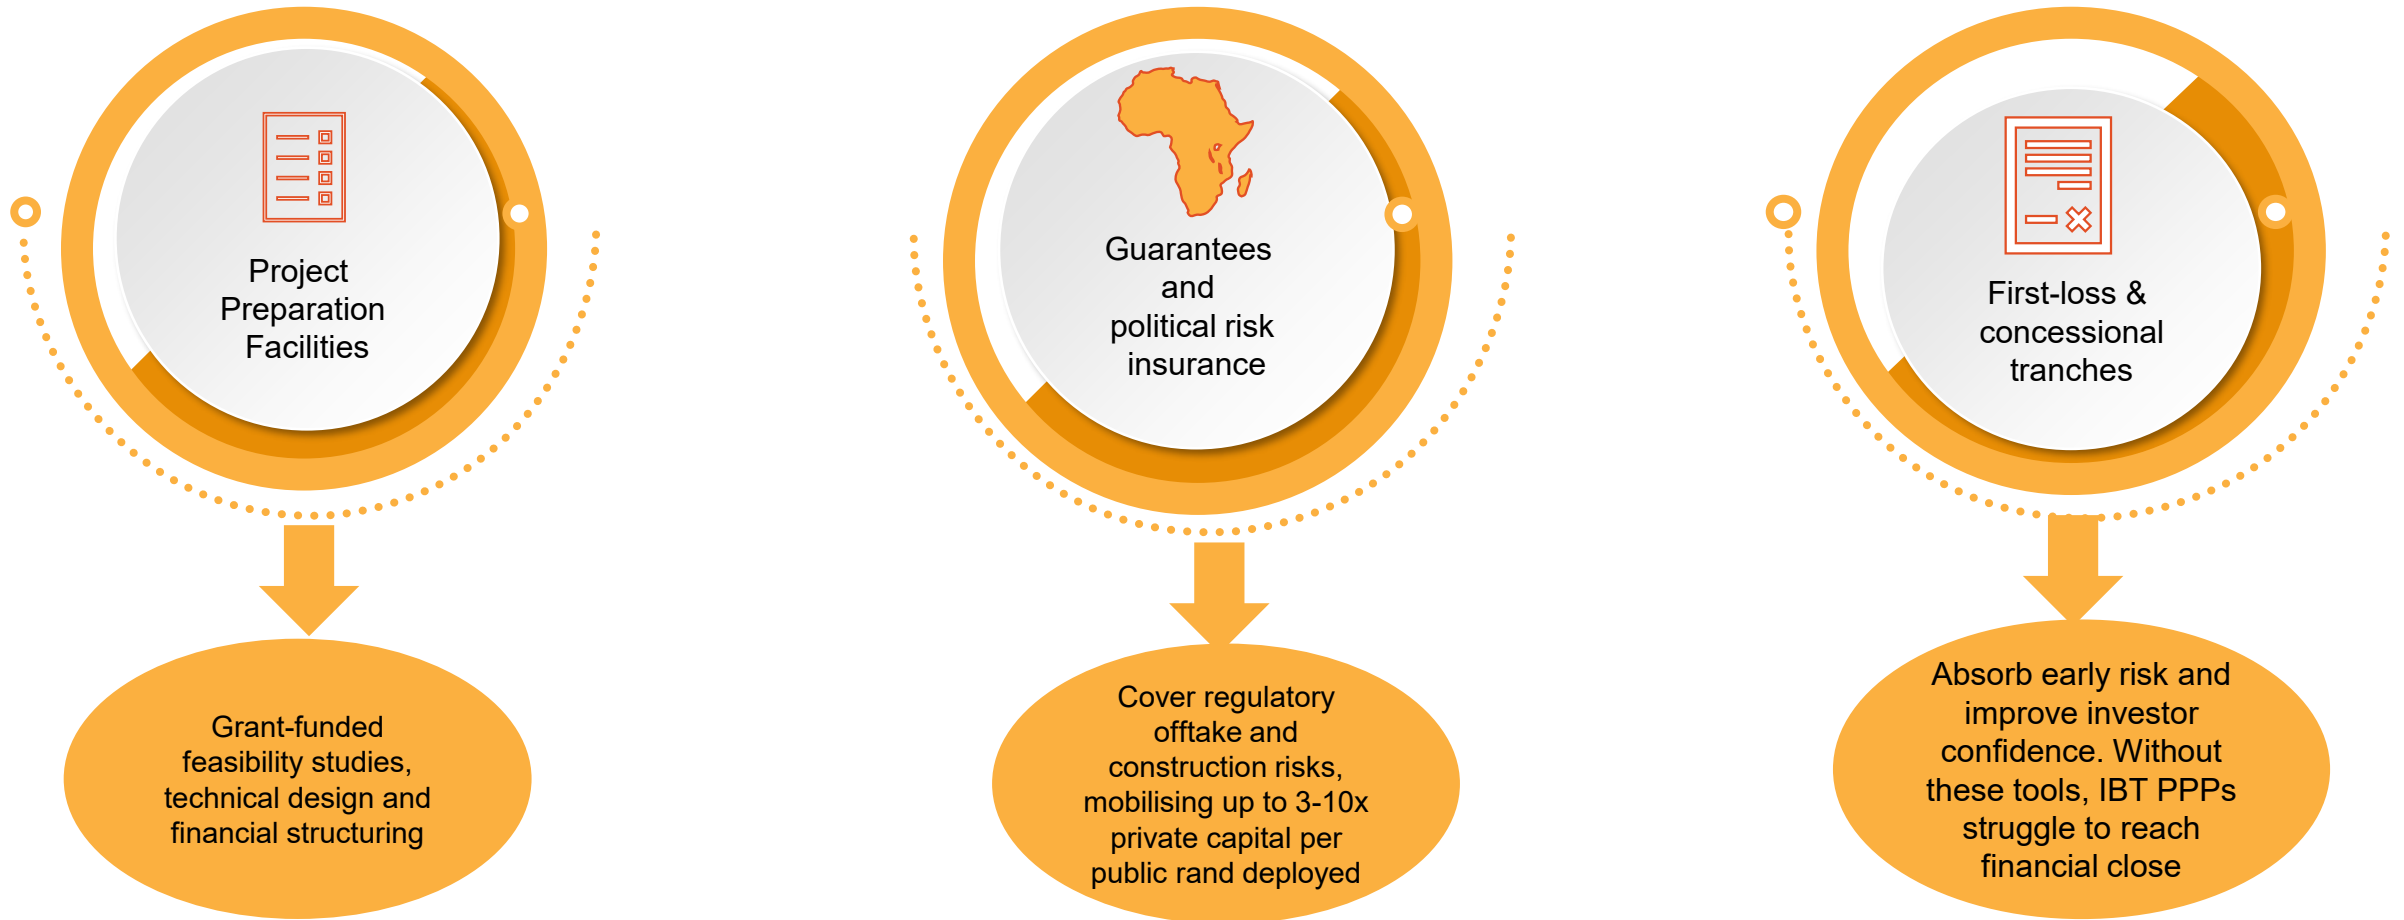 Project
Preparation
Facilities
Grant-funded
feasibility studies,
technical design and
financial structuring
Guarantees
and
political risk
insurance
Cover regulatory
offtake and
construction risks,
mobilising up to 3-10x
private capital per
public rand deployed
First-loss &
concessional
tranches
Absorb early risk and
improve investor
confidence. Without
these tools, IBT PPPs
struggle to reach
financial close